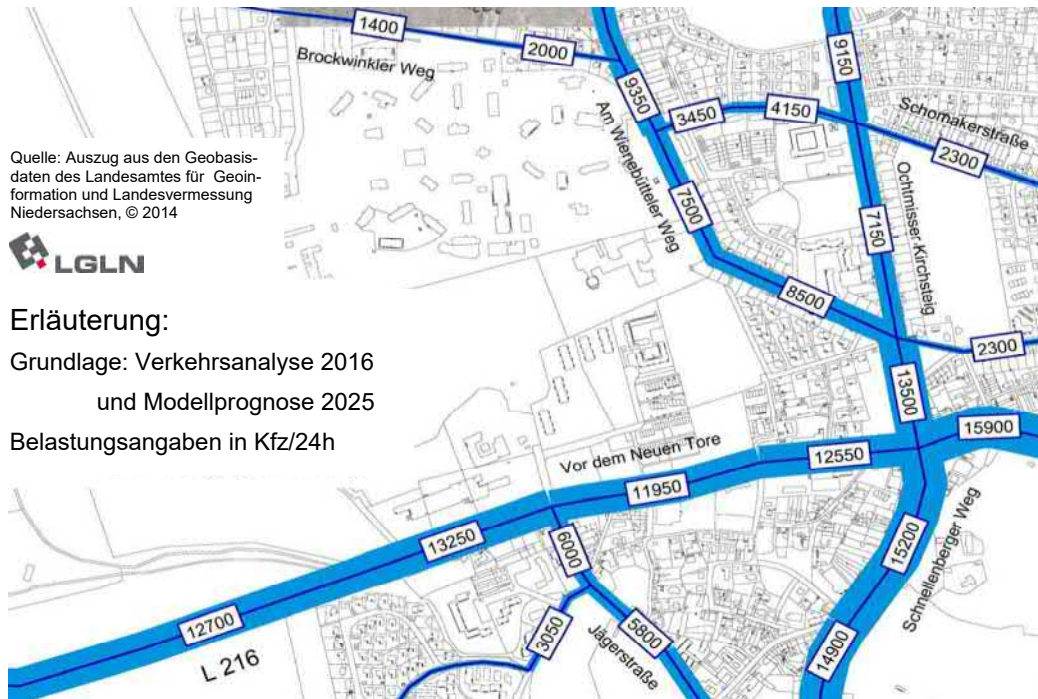 1400
2000
Brockwinkler Weg
9350
9150
3450
4150
Schomakerstraße
2300
Am Wienebütteler Weg
Quelle: Auszug aus den Geobasis-
daten des Landesamtes für Geoin-
formation und Landesvermessung
Niedersachsen, © 2014
LGLN
7500
7150
Ochtmisser Kirchsteig
8500
Erläuterung:
Grundlage: Verkehrsanalyse 2016
und Modellprognose 2025
Belastungsangaben in Kfz/24h
2300
13500
15900
Vor dem Neuen Tore
12550
11950
13250
6000
15200
Schnellenberger Weg
12700
3050
5800
Jägerstraße
14900
L 216